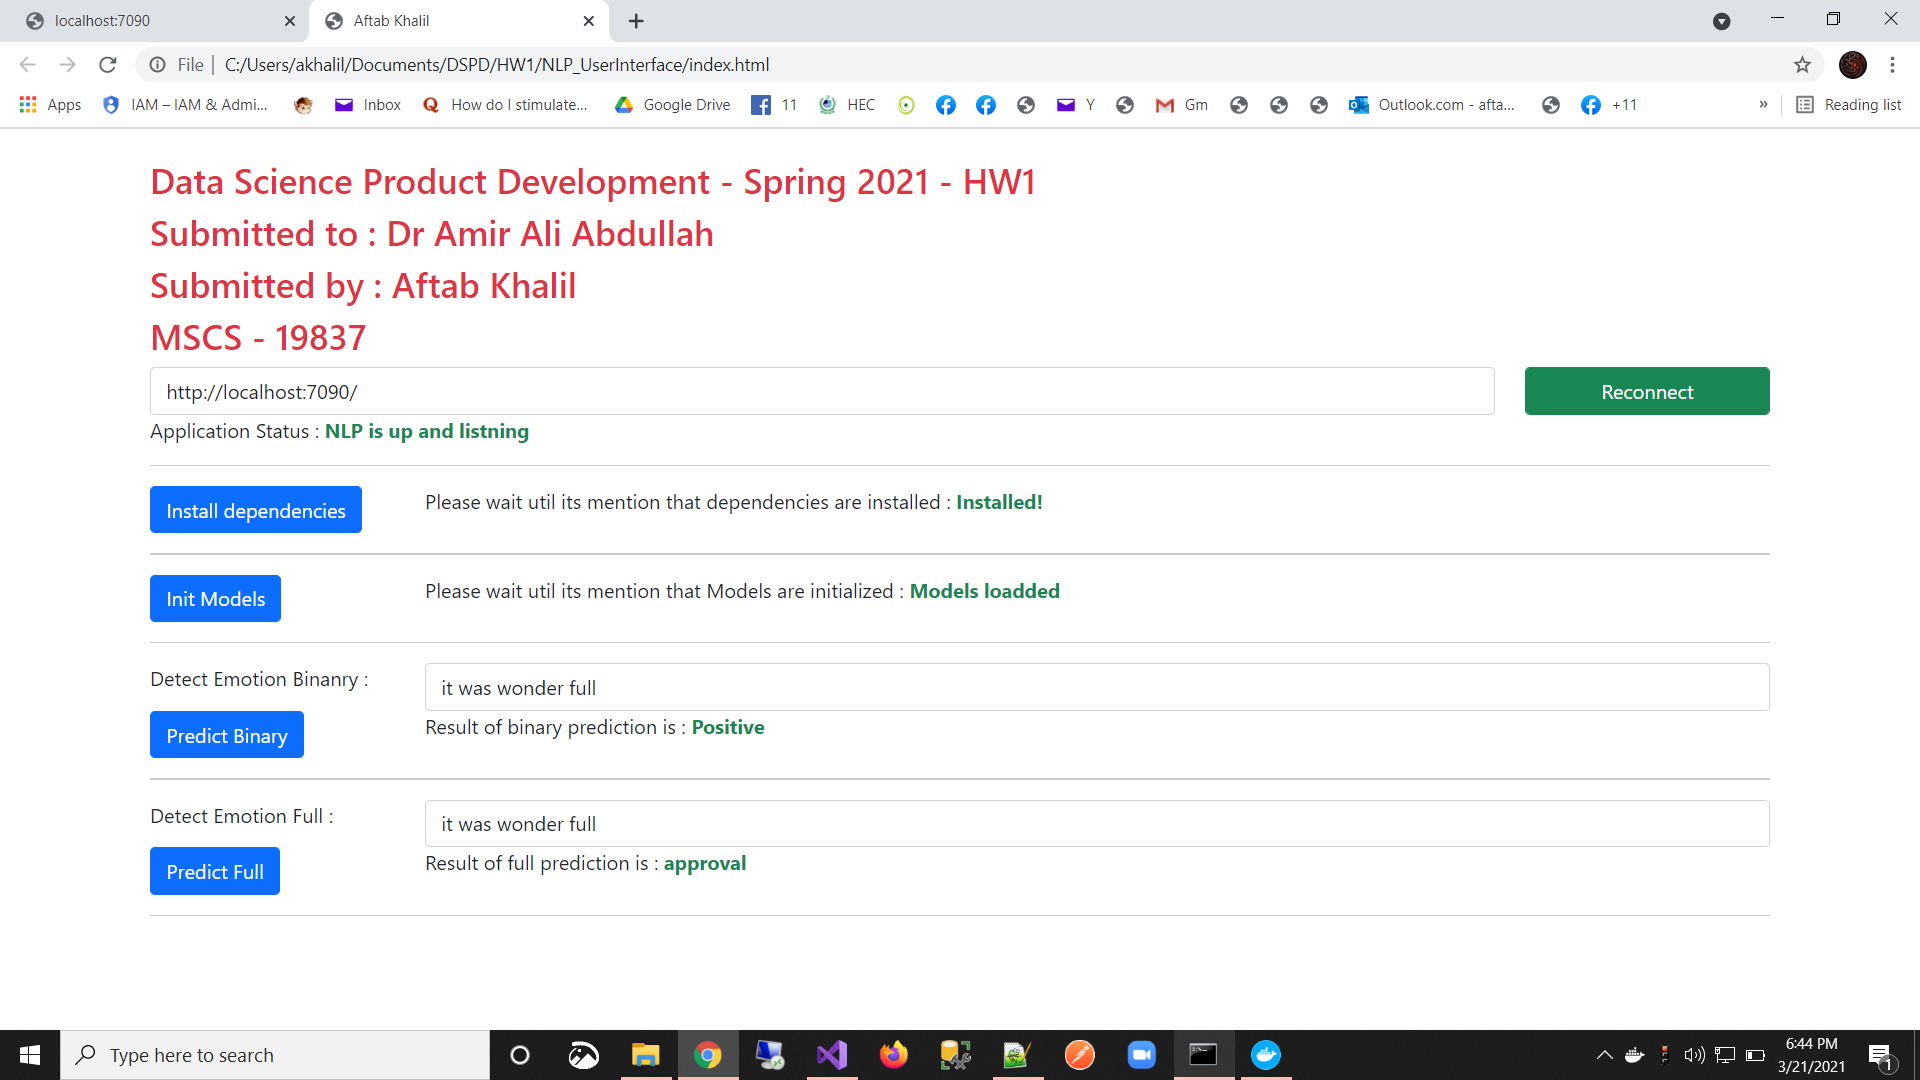 localhost:7090
Aftab Khalil
File | C:/Users/akhalil/Documents/DSPD/HW1/NLP_UserInterface/index.html
Apps IAM – IAM & Admi... Inbox How do I stimulate... Google Drive 11 HEC Y Gm Outlook.com - afta... +11 » Reading list
Data Science Product Development - Spring 2021 - HW1
Submitted to : Dr Amir Ali Abdullah
Submitted by : Aftab Khalil
MSCS - 19837
http://localhost:7090/ Reconnect
Application Status : NLP is up and listning
Install dependencies Please wait util its mention that dependencies are installed : Installed!
Init Models Please wait util its mention that Models are initialized : Models loadded
Detect Emotion Binanry : it was wonder full
Predict Binary Result of binary prediction is : Positive
Detect Emotion Full : it was wonder full
Predict Full Result of full prediction is : approval
Type here to search
6:44 PM
3/21/2021
1